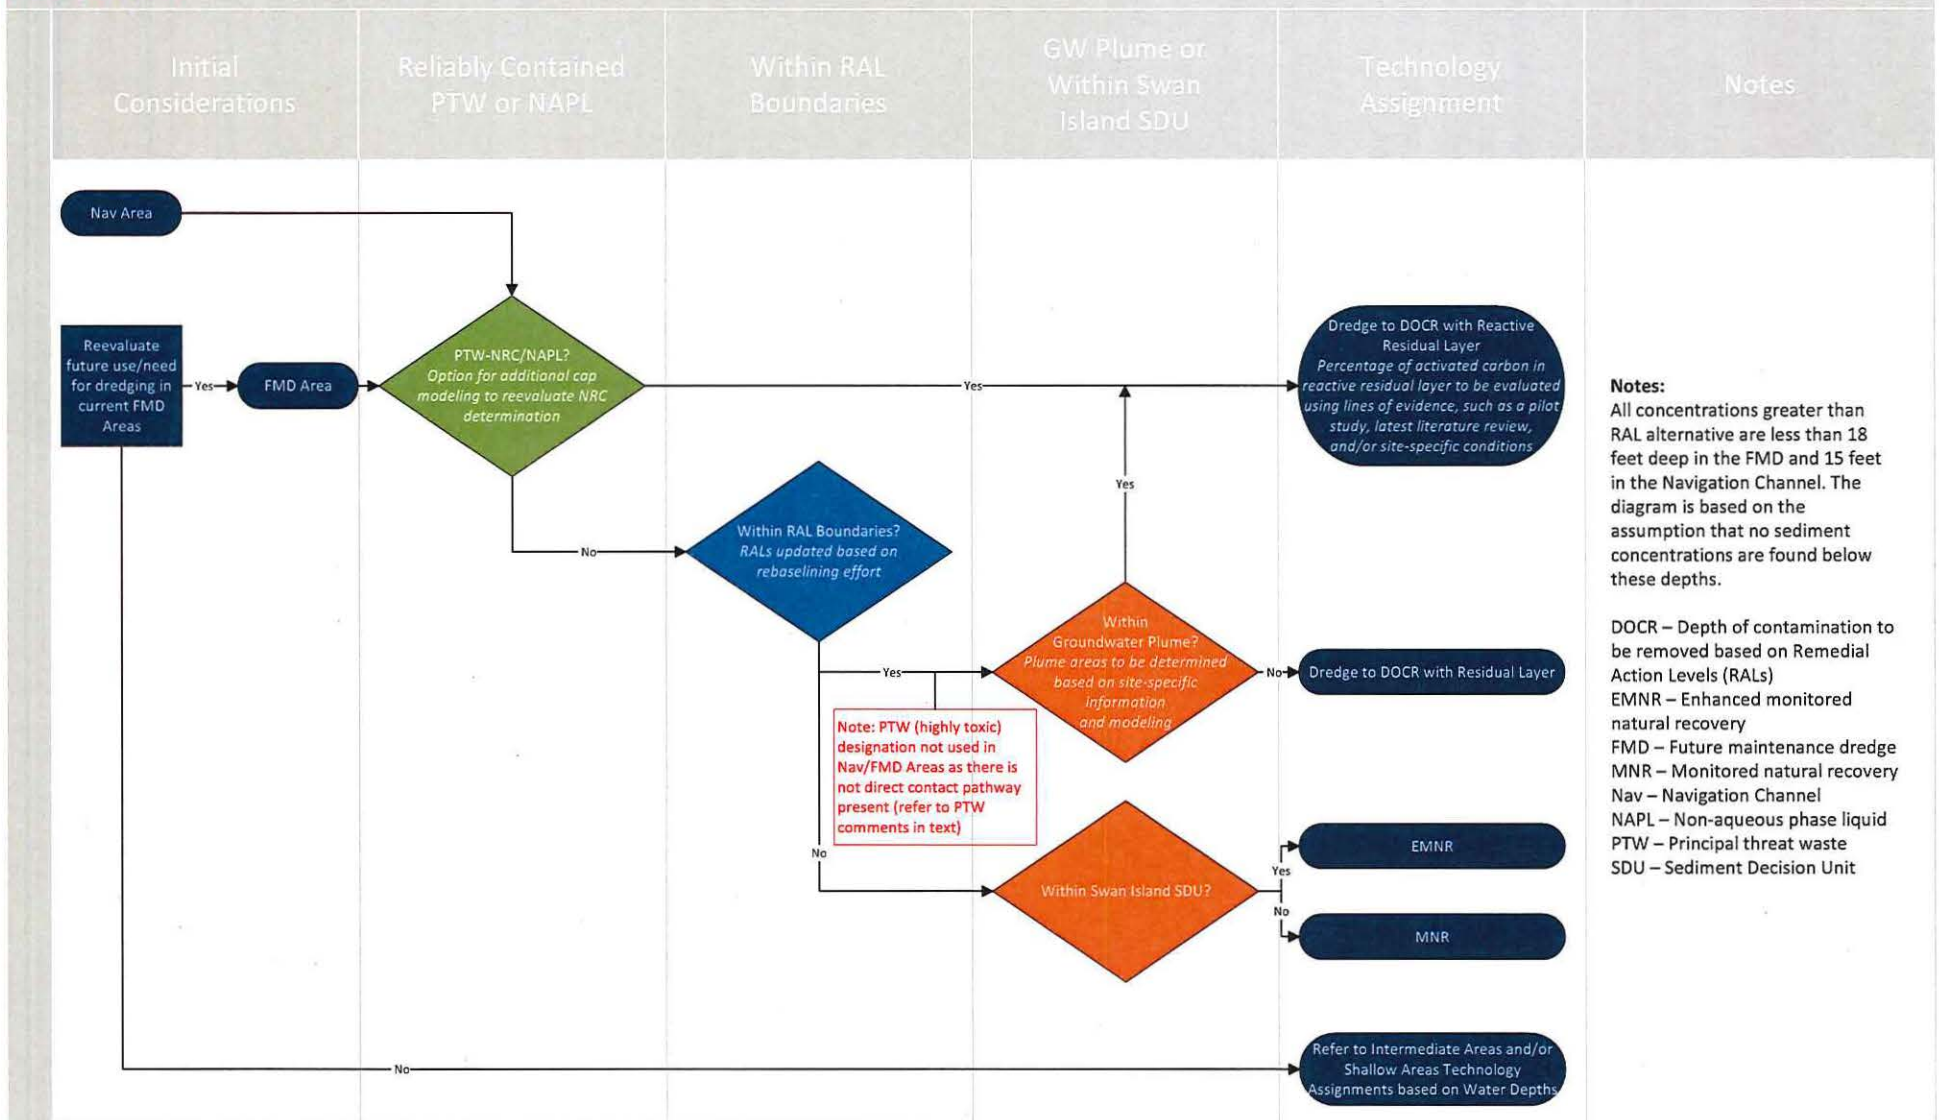 Initial
Considerations
Reliably Contained
PTW or NAPL
Within RAL
Boundaries
GW Plume or
Within Swan
Island SDU
Technology
Assignment
Notes
Nav Area
Reevaluate
future use/need
for dredging in
current FMD
Areas
Yes
FMD Area
PTW-NRC/NAPL?
Option for additional cap
modeling to reevaluate NRC
determination
Yes
Dredge to DOCR with Reactive
Residual Layer
Percentage of activated carbon in
reactive residual layer to be evaluated
using lines of evidence, such as a pilot
study, latest literature review,
and/or site-specific conditions
No
Within RAL Boundaries?
RALs updated based on
rebaselining effort
Yes
Yes
Within
Groundwater Plume?
Plume areas to be determined
based on site-specific
information
and modeling
No
Dredge to DOCR with Residual Layer
Note: PTW (highly toxic)
designation not used in
Nav/FMD Areas as there is
not direct contact pathway
present (refer to PTW
comments in text)
No
Within Swan Island SDU?
Yes
EMNR
No
MNR
No
Refer to Intermediate Areas and/or
Shallow Areas Technology
Assignments based on Water Depths
Notes:
All concentrations greater than
RAL alternative are less than 18
feet deep in the FMD and 15 feet
in the Navigation Channel. The
diagram is based on the
assumption that no sediment
concentrations are found below
these depths.
DOCR – Depth of contamination to
be removed based on Remedial
Action Levels (RALs)
EMNR – Enhanced monitored
natural recovery
FMD – Future maintenance dredge
MNR – Monitored natural recovery
Nav – Navigation Channel
NAPL – Non-aqueous phase liquid
PTW – Principal threat waste
SDU – Sediment Decision Unit